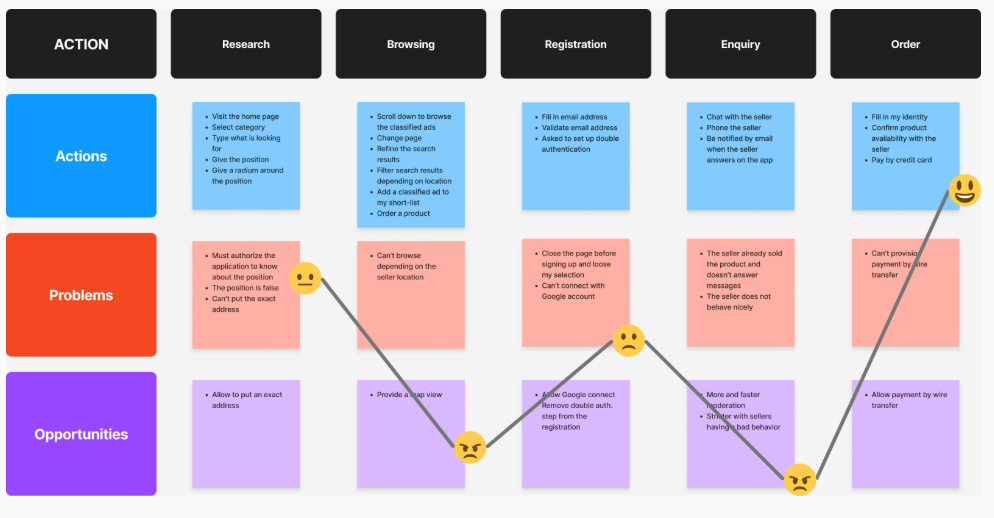 ACTION
Research
Browsing
Registration
Enquiry
Order
Actions
• Visit the home page
• Select category
• Type what is looking
for
• Give the position
• Give a radium around
the position
• Scroll down to browse
the classified ads
• Change page
• Refine the search
results
• Filter search results
depending on location
• Add a classified ad to
my short-list
• Order a product
• Fill in email address
• Validate email address
• Asked to set up double
authentication
• Chat with the seller
• Phone the seller
• Be notified by email
when the seller
answers on the app
• Fill in my identity
• Confirm product
availability with the
seller
• Pay by credit card
Problems
• Must authorize the
application to know
about the position
• The position is false
• Can't put the exact
address
• Can't browse
depending on the
seller location
• Close the page before
signing up and loose
my selection
• Can't connect with
Google account
• The seller already sold
the product and
doesn't answer
messages
• The seller does not
behave nicely
• Can't provision
payment by wire
transfer
Opportunities
• Allow to put an exact
address
• Provide a map view
• Allow Google connect
Remove double auth.
step from the
registration
• More and faster
moderation
• Stricter with sellers
having a bad behavior
• Allow payment by wire
transfer